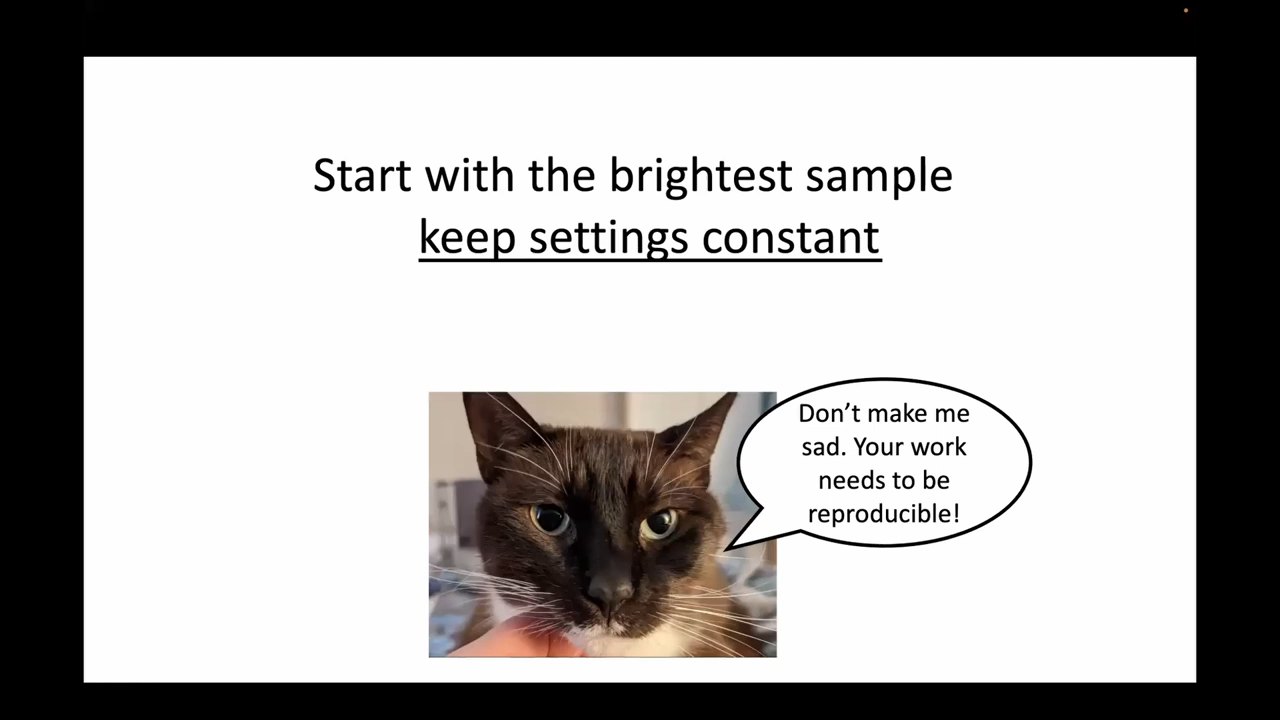 Start with the brightest sample
keep settings constant
Don’t make me
sad. Your work
needs to be
reproducible!